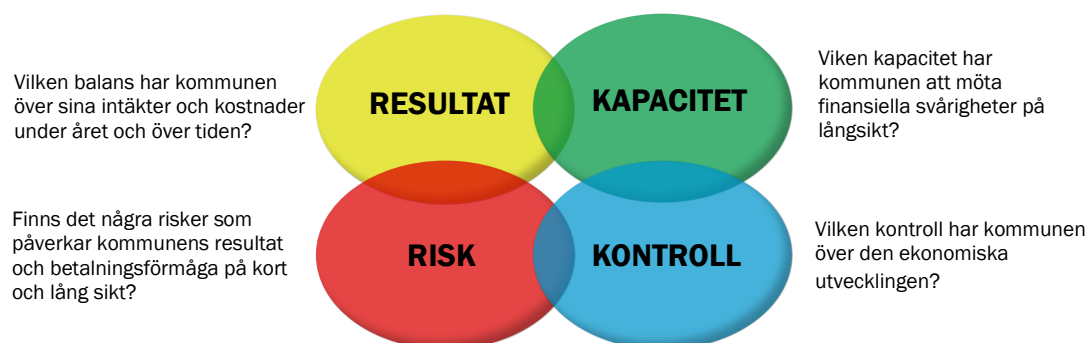 Vilken balans har kommunen
över sina intäkter och kostnader
under året och över tiden?
RESULTAT
KAPACITET
Viken kapacitet har
kommunen att möta
finansiella svårigheter på
långsikt?
Finns det några risker som
påverkar kommunens resultat
och betalningsförmåga på kort
och lång sikt?
RISK
KONTROLL
Vilken kontroll har kommunen
över den ekonomiska
utvecklingen?